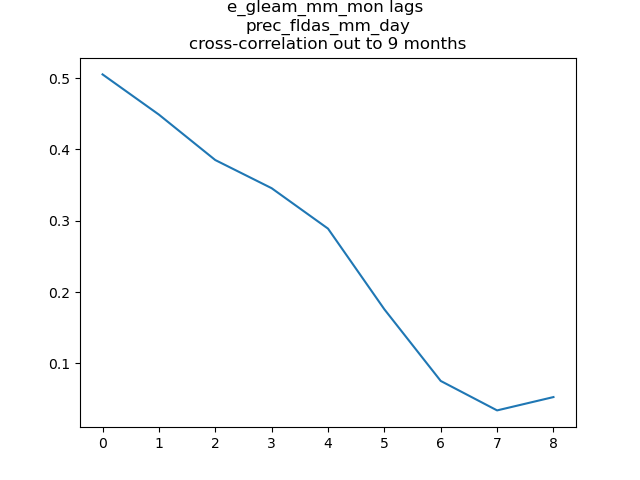 e_gleam_mm_mon lags
prec_fldas_mm_day
cross-correlation out to 9 months
0.5
0.4
0.3
0.2
0.1
0 1 2 3 4 5 6 7 8